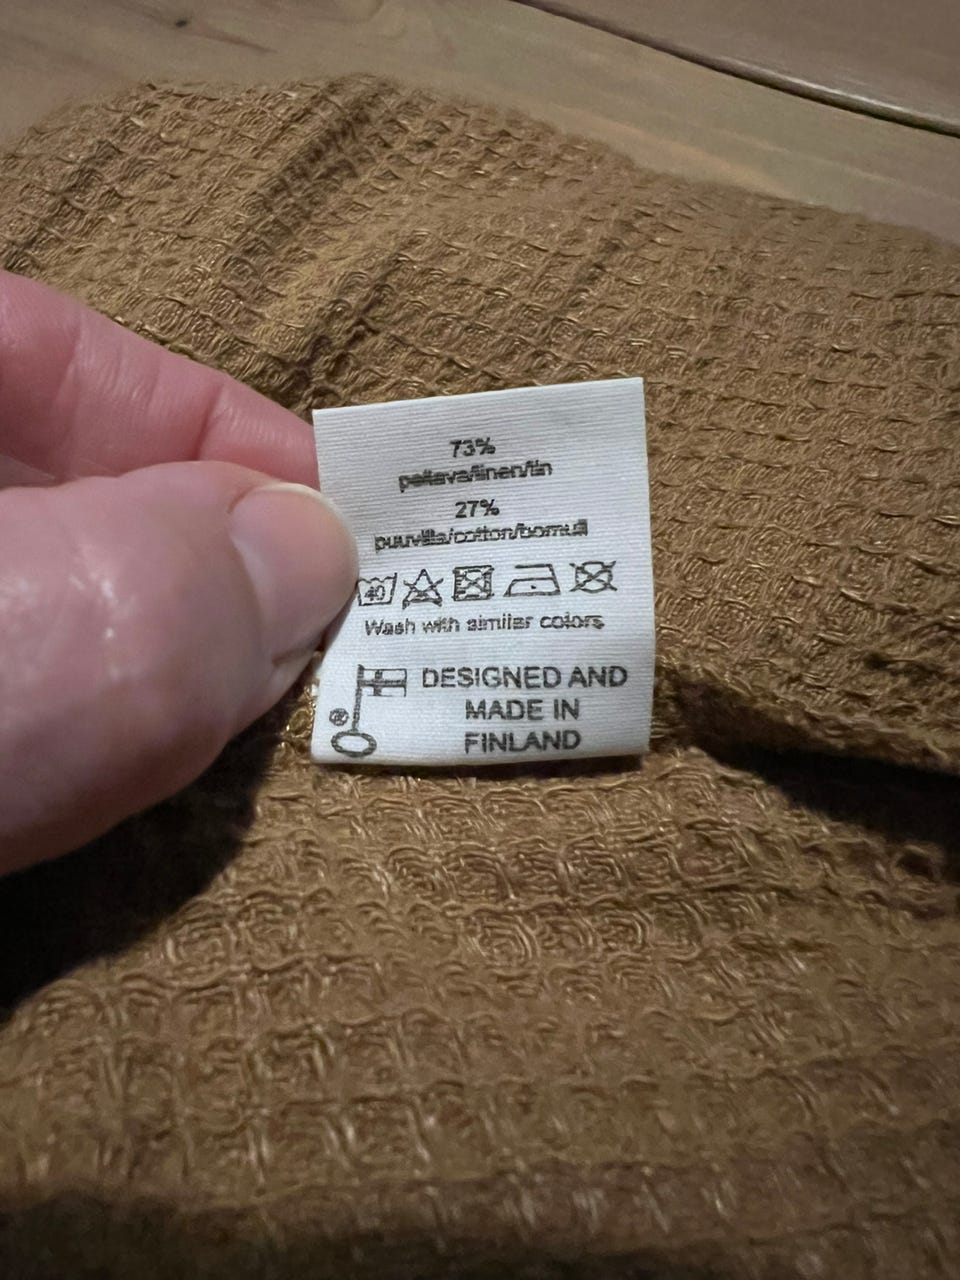 73%
pellava/linen/lin
27%
puuvilla/cotton/bomull
40
Wash with similar colors
® DESIGNED AND
MADE IN
FINLAND